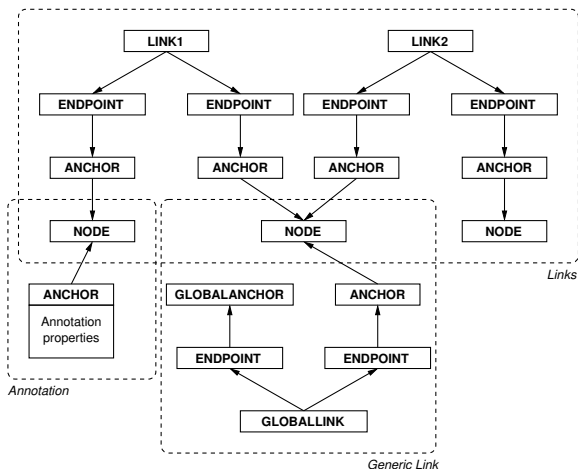 LINK1 LINK2
ENDPOINT ENDPOINT ENDPOINT ENDPOINT
ANCHOR ANCHOR ANCHOR ANCHOR
NODE NODE NODE
Links
ANCHOR GLOBALANCHOR ANCHOR
Annotation
properties
ENDPOINT ENDPOINT
Annotation
GLOBALLINK
Generic Link